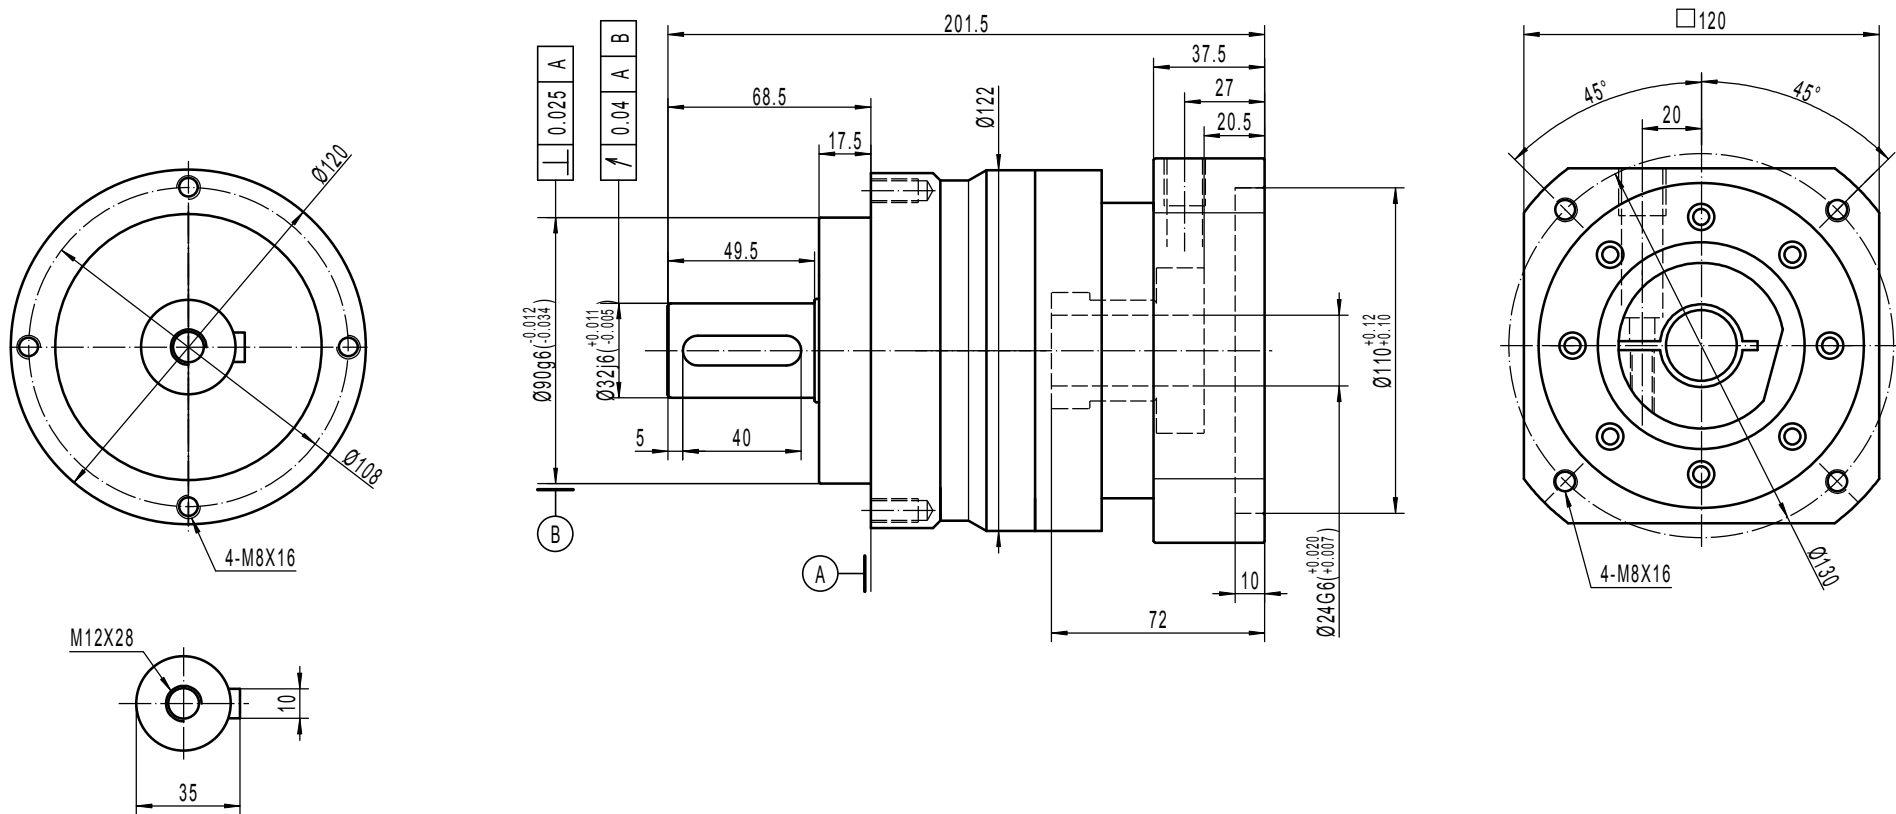 Ø120
Ø108
4-M8X16
M12X28
10
35
⊥ 0.025 A
↗ 0.04 A B
201.5
37.5
27
20.5
68.5
17.5
Ø122
49.5
Ø90g6(-0.012
-0.034)
Ø32j6(+0.011
-0.005)
5
40
B
A
Ø110+0.12
+0.10
Ø24G6(+0.020
+0.007)
10
72
□120
45°
45°
20
Ø130
4-M8X16